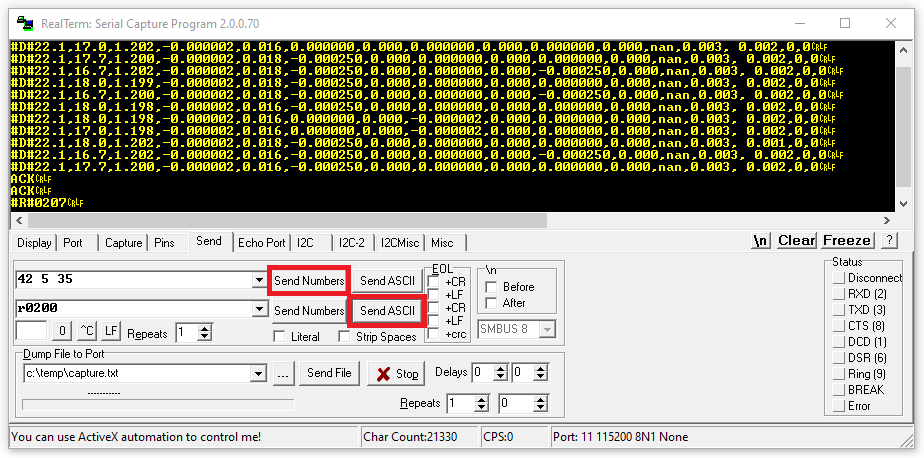 RealTerm: Serial Capture Program 2.0.0.70
#D#22.1,17.0,1.202,-0.000002,0.016,0.000000,0.000,0.000,0.000,0.000000,0.000,nan,0.003, 0.002,0,0CRLF
#D#22.1,17.7,1.200,-0.000002,0.018,-0.000250,0.000,0.000,0.000,0.000000,0.000,nan,0.003, 0.002,0,0CRLF
#D#22.1,16.7,1.202,-0.000002,0.016,-0.000250,0.000,0.000,0.000,-0.000250,0.000,nan,0.003, 0.002,0,0CRLF
#D#22.1,18.0,1.199,-0.000002,0.016,-0.000250,0.000,0.000,0.000,0.000000,0.000,nan,0.003, 0.002,0,0CRLF
#D#22.1,16.7,1.200,-0.000002,0.018,-0.000250,0.000,0.000,0.000,-0.000250,0.000,nan,0.003, 0.002,0,0CRLF
#D#22.1,18.0,1.198,-0.000002,0.016,-0.000250,0.000,0.000,0.000,0.000000,0.000,nan,0.003, 0.002,0,0CRLF
#D#22.1,18.0,1.198,-0.000002,0.016,0.000000,0.000,-0.000002,0.000,0.000000,0.000,nan,0.003, 0.002,0,0CRLF
#D#22.1,17.0,1.198,-0.000002,0.016,0.000000,0.000,-0.000002,0.000,0.000000,0.000,nan,0.003, 0.002,0,0CRLF
#D#22.1,18.0,1.202,-0.000002,0.016,-0.000250,0.000,0.000,0.000,0.000000,0.000,nan,0.003, 0.001,0,0CRLF
#D#22.1,16.7,1.202,-0.000002,0.016,-0.000250,0.000,0.000,0.000,-0.000250,0.000,nan,0.003, 0.002,0,0CRLF
#D#22.1,17.7,1.200,-0.000002,0.016,-0.000250,0.000,0.000,0.000,0.000000,0.000,nan,0.003, 0.002,0,0CRLF
ACKCRLF
ACKCRLF
#R#0207CRLF
Display Port Capture Pins Send Echo Port I2C I2C-2 I2CMisc Misc \n Clear Freeze ?
42 5 35 Send Numbers Send ASCII
r0200 Send Numbers Send ASCII
0 ^C LF Repeats 1 Literal Strip Spaces
EOL
+CR
+LF
+CR
+LF
+crc
\n
Before
After
SMBUS 8
Dump File to Port
c:\temp\capture.txt ... Send File Stop Delays 0 0
Repeats 1 0
Status
Disconnect
RXD (2)
TXD (3)
CTS (8)
DCD (1)
DSR (6)
Ring (9)
BREAK
Error
You can use ActiveX automation to control me! Char Count:21330 CPS:0 Port: 11 115200 8N1 None